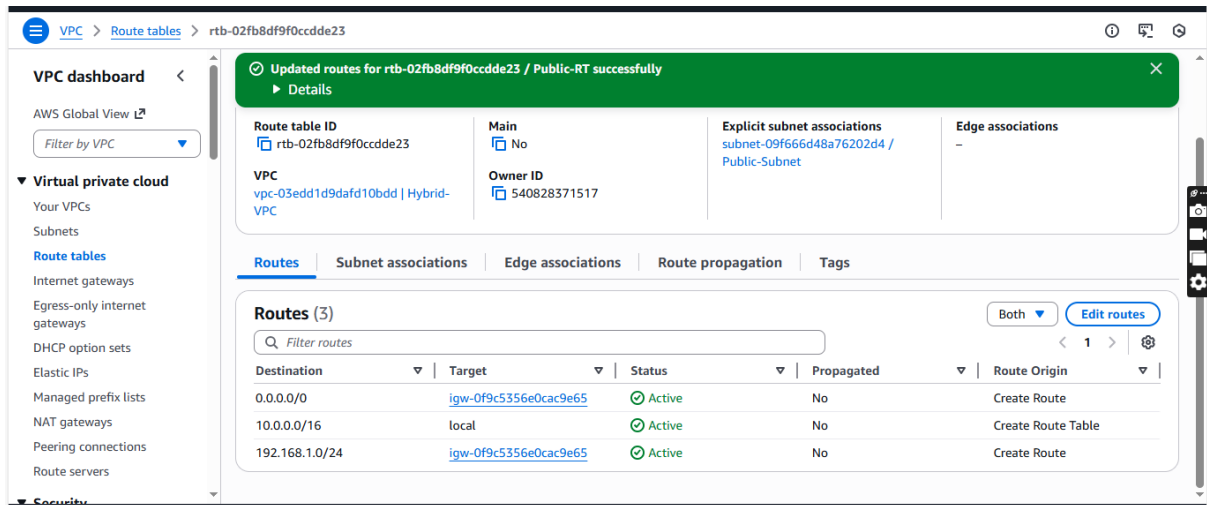 VPC > Route tables > rtb-02fb8df9f0ccdde23
VPC dashboard
AWS Global View
Filter by VPC
Virtual private cloud
Your VPCs
Subnets
Route tables
Internet gateways
Egress-only internet
gateways
DHCP option sets
Elastic IPs
Managed prefix lists
NAT gateways
Peering connections
Route servers
Security
Updated routes for rtb-02fb8df9f0ccdde23 / Public-RT successfully
Details
Route table ID
rtb-02fb8df9f0ccdde23
Main
No
Explicit subnet associations
subnet-09f666d48a76202d4 /
Public-Subnet
Edge associations
–
VPC
vpc-03edd1d9dafd10bdd | Hybrid-
VPC
Owner ID
540828371517
Routes Subnet associations Edge associations Route propagation Tags
Routes (3)
Both Edit routes
Filter routes
< 1 >
Destination Target Status Propagated Route Origin
0.0.0.0/0 igw-0f9c5356e0cac9e65 Active No Create Route
10.0.0.0/16 local Active No Create Route Table
192.168.1.0/24 igw-0f9c5356e0cac9e65 Active No Create Route